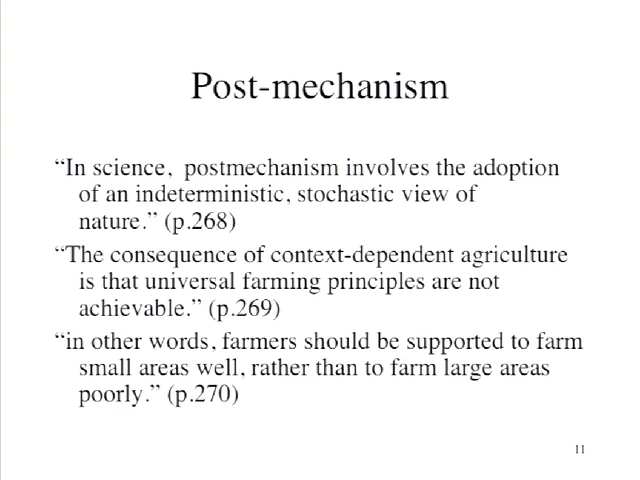 Post-mechanism
“In science,  postmechanism involves the adoption
of an indeterministic, stochastic view of
nature.” (p.268)
“The consequence of context-dependent agriculture
is that universal farming principles are not
achievable.” (p.269)
“in other words, farmers should be supported to farm
small areas well, rather than to farm large areas
poorly.” (p.270)
11